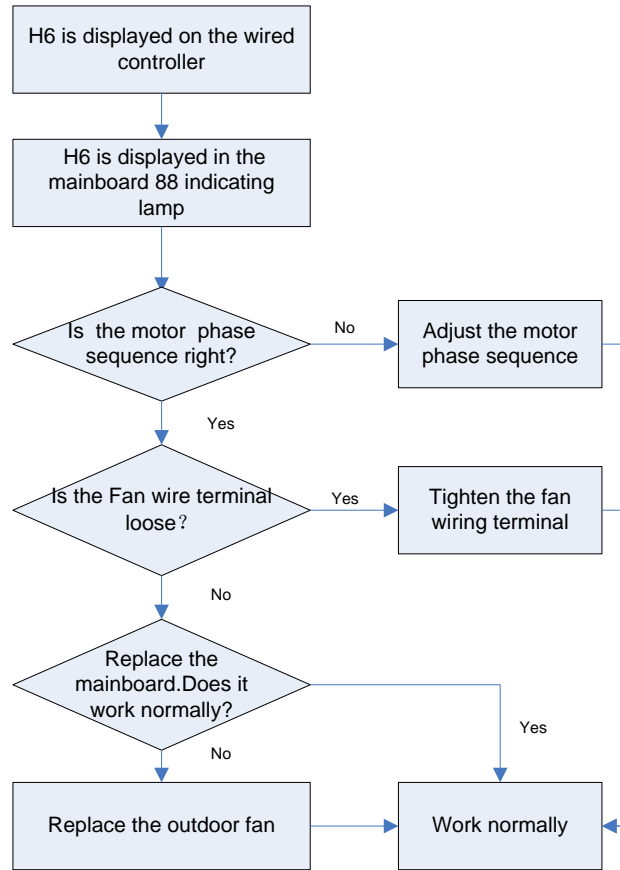 H6 is displayed on the wired
controller
H6 is displayed in the
mainboard 88 indicating
lamp
Is the motor phase
sequence right?
No
Adjust the motor
phase sequence
Yes
Is the Fan wire terminal
loose？
Yes
Tighten the fan
wiring terminal
No
Replace the
mainboard.Does it
work normally?
Yes
No
Replace the outdoor fan
Work normally